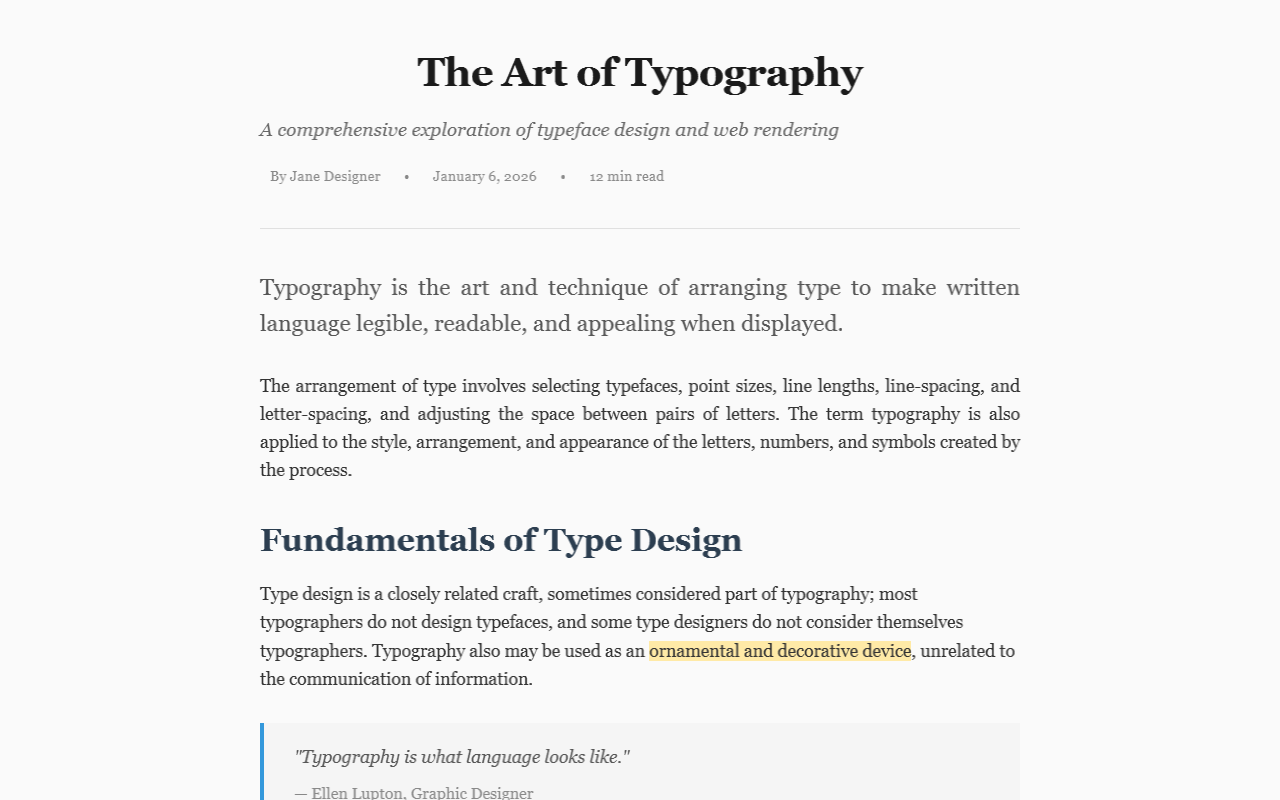 The Art of Typography
A comprehensive exploration of typeface design and web rendering
By Jane Designer • January 6, 2026 • 12 min read
Typography is the art and technique of arranging type to make written
language legible, readable, and appealing when displayed.
The arrangement of type involves selecting typefaces, point sizes, line lengths, line-spacing, and
letter-spacing, and adjusting the space between pairs of letters. The term typography is also
applied to the style, arrangement, and appearance of the letters, numbers, and symbols created by
the process.
Fundamentals of Type Design
Type design is a closely related craft, sometimes considered part of typography; most
typographers do not design typefaces, and some type designers do not consider themselves
typographers. Typography also may be used as an ornamental and decorative device, unrelated to
the communication of information.
"Typography is what language looks like."
— Ellen Lupton, Graphic Designer